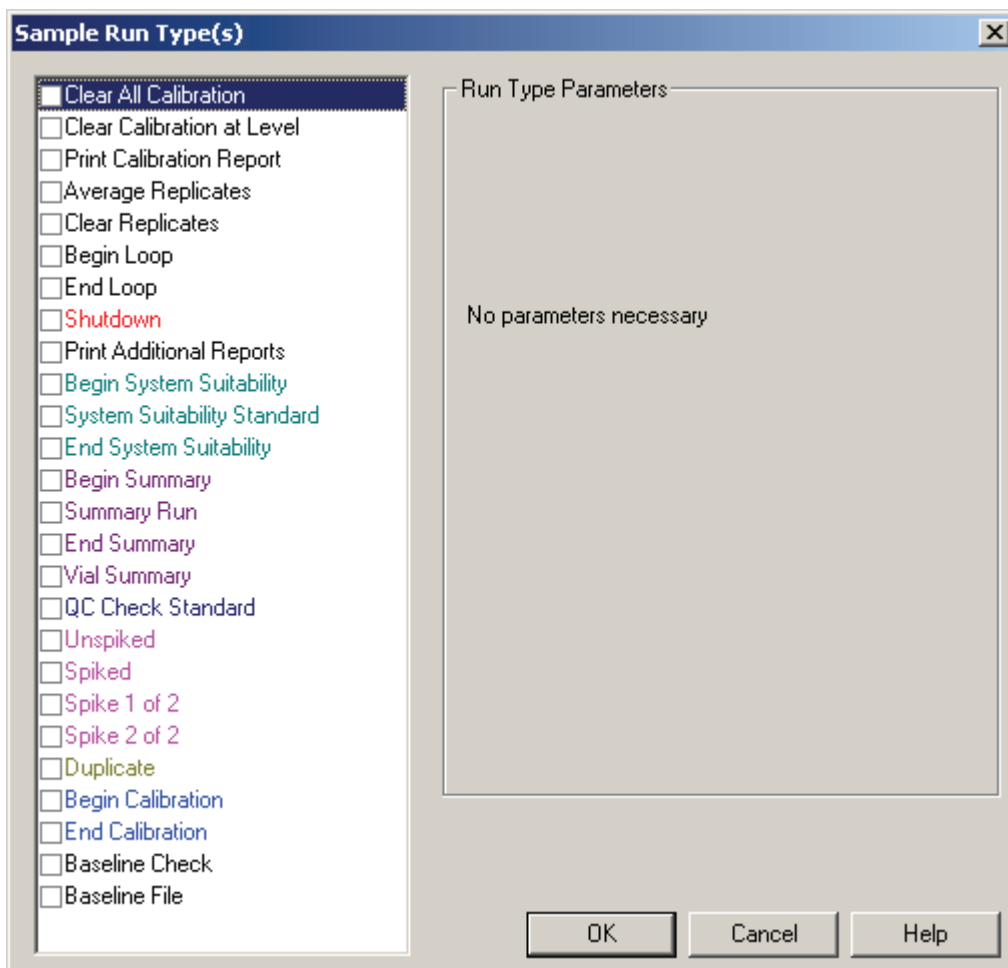 Sample Run Type(s)
Clear All Calibration
Clear Calibration at Level
Print Calibration Report
Average Replicates
Clear Replicates
Begin Loop
End Loop
Shutdown
Print Additional Reports
Begin System Suitability
System Suitability Standard
End System Suitability
Begin Summary
Summary Run
End Summary
Vial Summary
QC Check Standard
Unspiked
Spiked
Spike 1 of 2
Spike 2 of 2
Duplicate
Begin Calibration
End Calibration
Baseline Check
Baseline File
Run Type Parameters
No parameters necessary
OK
Cancel
Help